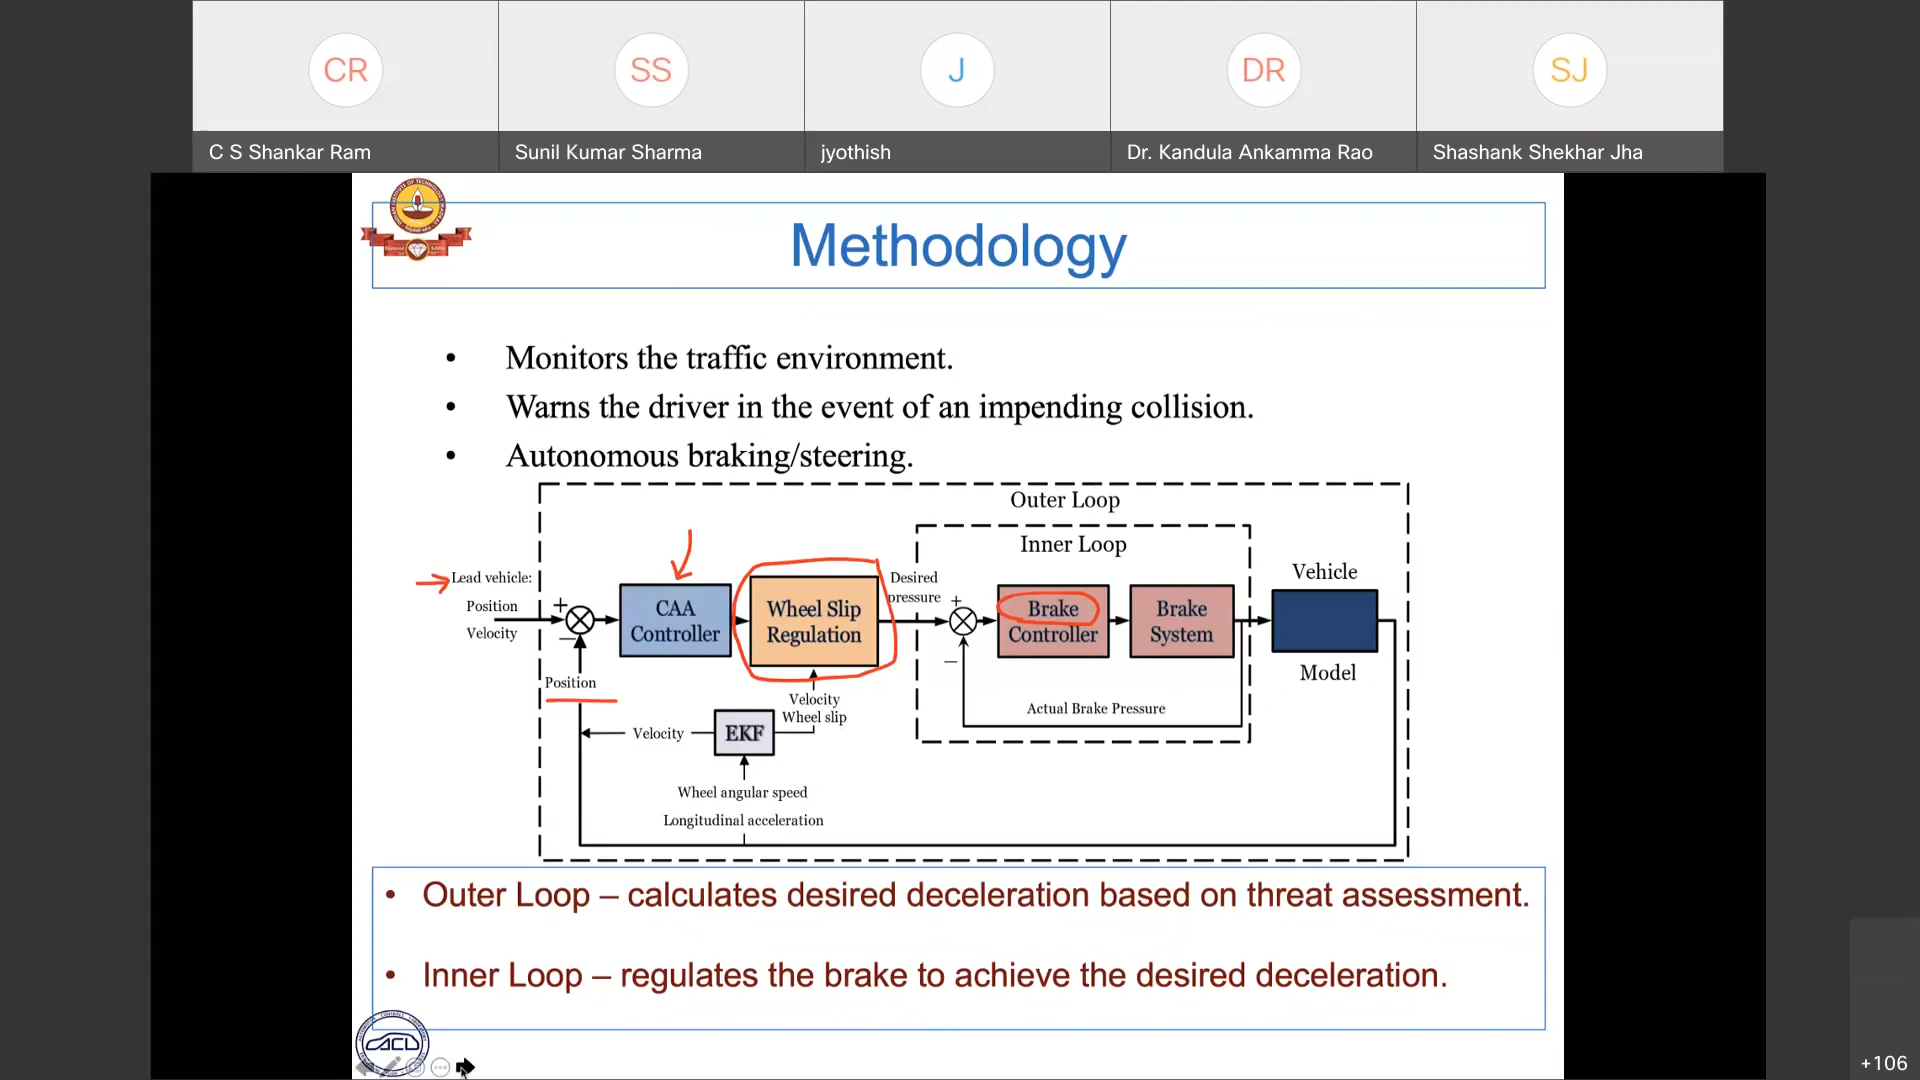 CR
SS
J
DR
SJ
C S Shankar Ram
Sunil Kumar Sharma
jyothish
Dr. Kandula Ankamma Rao
Shashank Shekhar Jha
Methodology
• Monitors the traffic environment.
• Warns the driver in the event of an impending collision.
• Autonomous braking/steering.
Outer Loop
Inner Loop
Lead vehicle:
Position
Velocity
+
−
CAA
Controller
Wheel Slip
Regulation
Desired
pressure
+
−
Brake
Controller
Brake
System
Vehicle
Model
Position
Velocity
Wheel slip
Velocity
EKF
Actual Brake Pressure
Wheel angular speed
Longitudinal acceleration
• Outer Loop – calculates desired deceleration based on threat assessment.
• Inner Loop – regulates the brake to achieve the desired deceleration.
ACL
+106